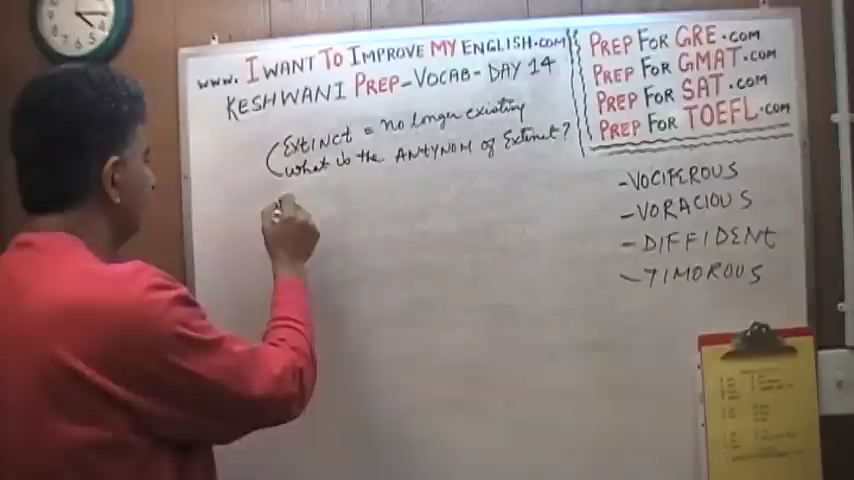 www. I WANT TO IMPROVE MY ENGLISH.COM
KESHWANI PREP-VOCAB-DAY 14
EXTINCT = no longer existing
what is the ANTYNOM of Extinct?
PREP FOR GRE.COM
PREP FOR GMAT.COM
PREP FOR SAT.COM
PREP FOR TOEFL.COM
-VOCIFEROUS
-VORACIOUS
-DIFFIDENT
-TIMOROUS